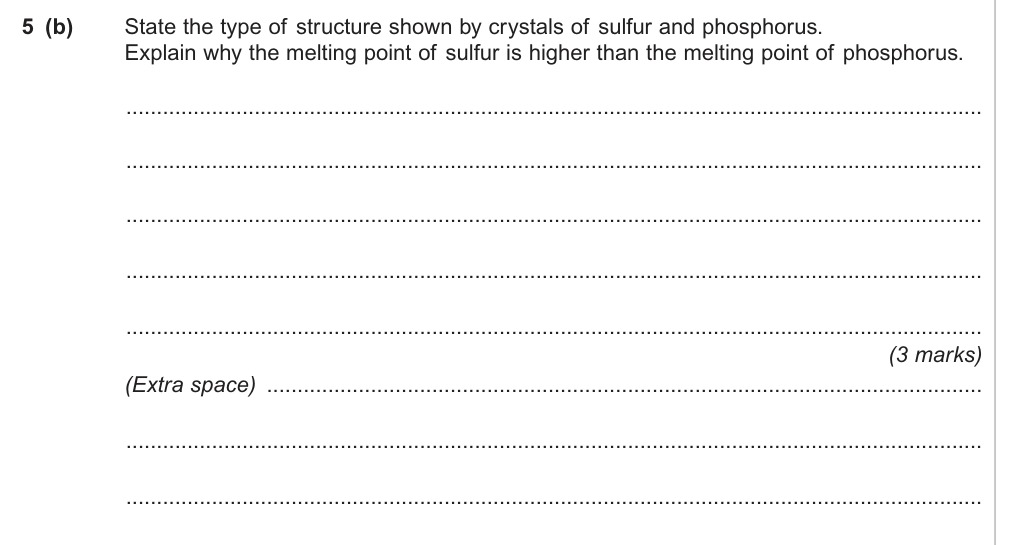 5 (b) State the type of structure shown by crystals of sulfur and phosphorus.
Explain why the melting point of sulfur is higher than the melting point of phosphorus.
(3 marks)
(Extra space)